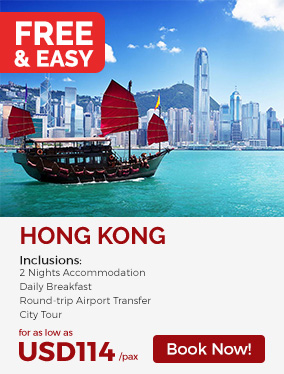 FREE
& EASY
HONG KONG
Inclusions:
2 Nights Accommodation
Daily Breakfast
Round-trip Airport Transfer
City Tour
for as low as
USD114 /pax
Book Now!